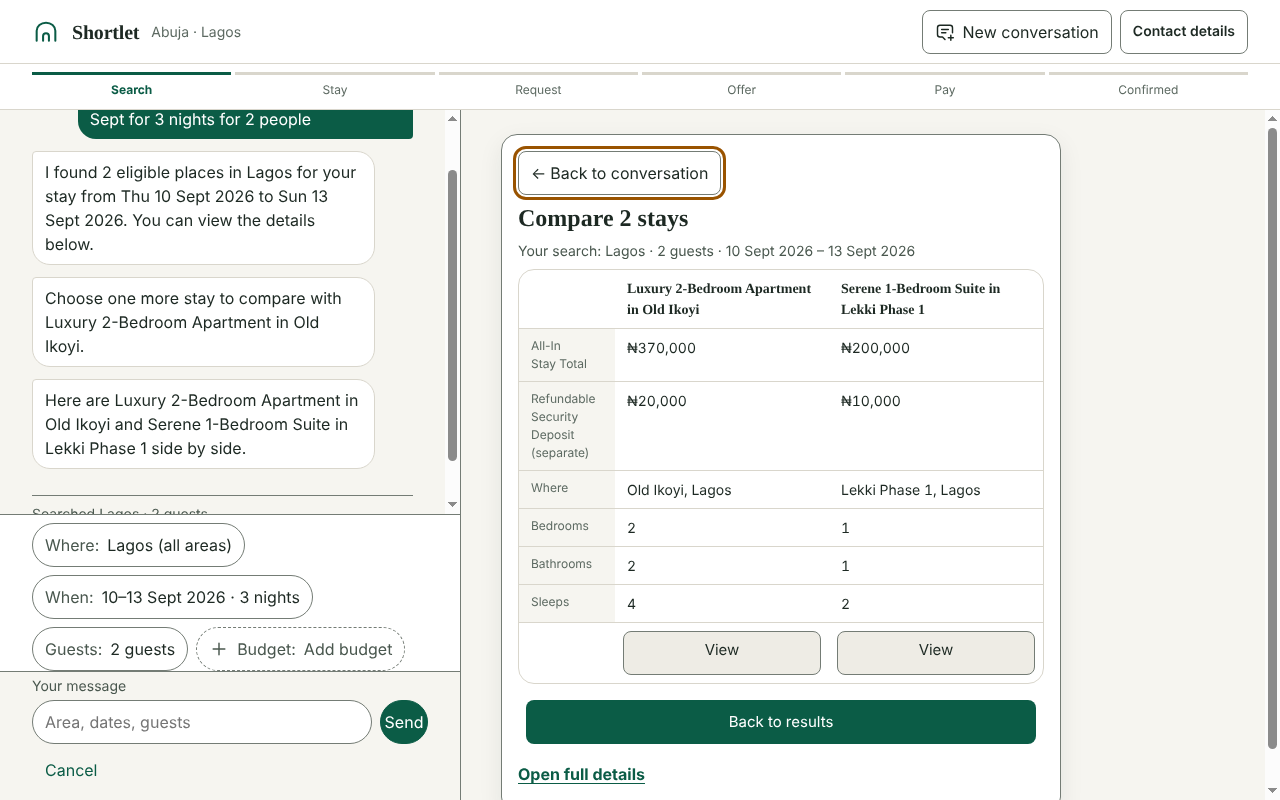 Shortlet
Abuja · Lagos
New conversation
Contact details
Search
Stay
Request
Offer
Pay
Confirmed
Sept for 3 nights for 2 people
I found 2 eligible places in Lagos for your
stay from Thu 10 Sept 2026 to Sun 13
Sept 2026. You can view the details
below.
Choose one more stay to compare with
Luxury 2-Bedroom Apartment in Old
Ikoyi.
Here are Luxury 2-Bedroom Apartment in
Old Ikoyi and Serene 1-Bedroom Suite in
Lekki Phase 1 side by side.
Searched Lagos · 2 guests
Where: Lagos (all areas)
When: 10–13 Sept 2026 · 3 nights
Guests: 2 guests
+ Budget: Add budget
Your message
Area, dates, guests
Send
Cancel
← Back to conversation
Compare 2 stays
Your search: Lagos · 2 guests · 10 Sept 2026 – 13 Sept 2026
Luxury 2-Bedroom Apartment
in Old Ikoyi
Serene 1-Bedroom Suite in
Lekki Phase 1
All-In
Stay Total
₦370,000
₦200,000
Refundable
Security
Deposit
(separate)
₦20,000
₦10,000
Where
Old Ikoyi, Lagos
Lekki Phase 1, Lagos
Bedrooms
2
1
Bathrooms
2
1
Sleeps
4
2
View
View
Back to results
Open full details